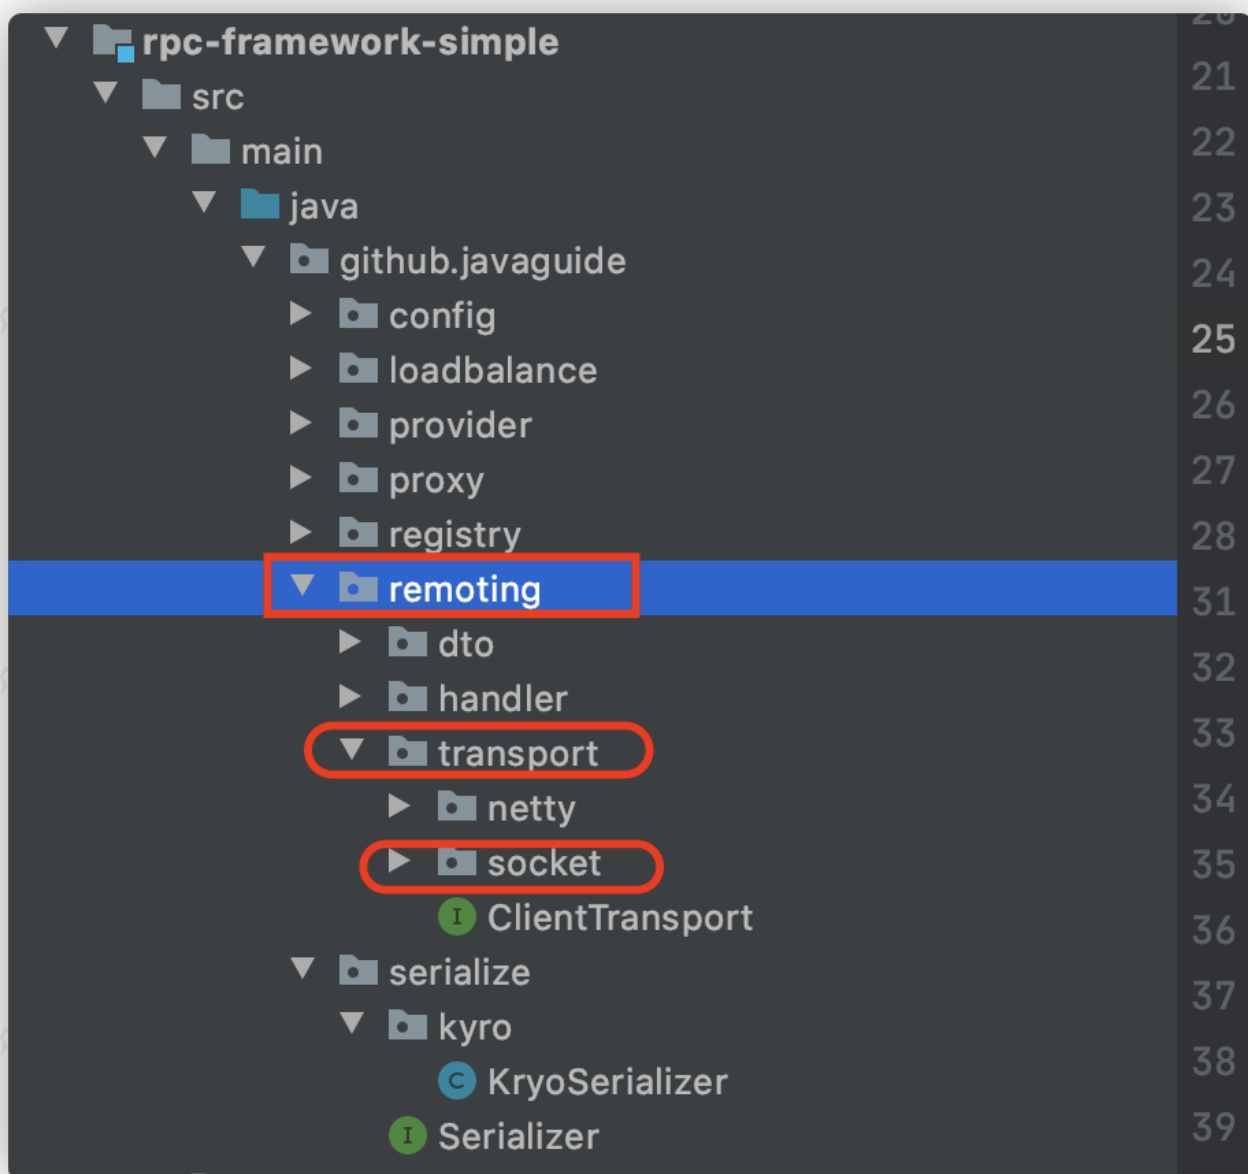 rpc-framework-simple
20
src
21
main
22
java
23
github.javaguide
24
config
25
loadbalance
26
provider
27
proxy
28
registry
remoting
31
dto
32
handler
33
transport
34
netty
35
socket
36
I ClientTransport
37
serialize
38
kyro
C KryoSerializer
39
I Serializer